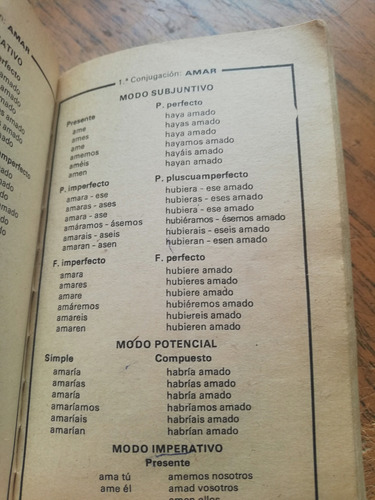 1.ª Conjugación: AMAR
MODO SUBJUNTIVO
Presente
ame
ames
ame
amemos
améis
amen
P. perfecto
haya amado
hayas amado
haya amado
hayamos amado
hayáis amado
hayan amado
P. imperfecto
amara - ese
amaras - ases
amara - ase
amáramos - ásemos
amarais - aseis
amaran - asen
P. pluscuamperfecto
hubiera - ese amado
hubieras - eses amado
hubiera - ese amado
hubiéramos - ésemos amado
hubierais - eseis amado
hubieran - esen amado
F. imperfecto
amara
amares
amare
amáremos
amareis
amaren
F. perfecto
hubiere amado
hubieres amado
hubiere amado
hubiéremos amado
hubiereis amado
hubieren amado
MODO POTENCIAL
Simple
amaría
amarías
amaría
amaríamos
amaríais
amarían
Compuesto
habría amado
habrías amado
habría amado
habríamos amado
habríais amado
habrían amado
MODO IMPERATIVO
Presente
ama tú
ame él
amemos nosotros
amad vosotros
amen ellos